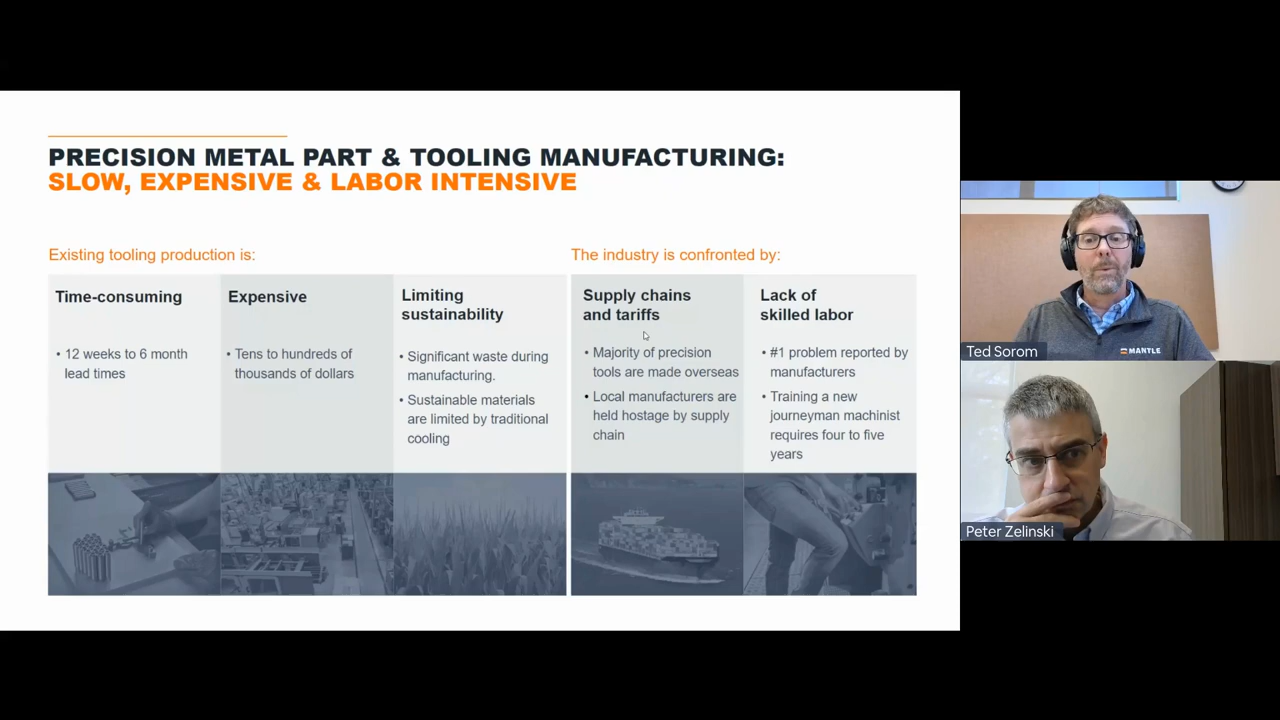 PRECISION METAL PART & TOOLING MANUFACTURING:
SLOW, EXPENSIVE & LABOR INTENSIVE
Existing tooling production is:
Time-consuming
• 12 weeks to 6 month
lead times
Expensive
• Tens to hundreds of
thousands of dollars
Limiting
sustainability
• Significant waste during
manufacturing.
• Sustainable materials
are limited by traditional
cooling
The industry is confronted by:
Supply chains
and tariffs
• Majority of precision
tools are made overseas
• Local manufacturers are
held hostage by supply
chain
Lack of
skilled labor
• #1 problem reported by
manufacturers
• Training a new
journeyman machinist
requires four to five
years
MANTLE
Ted Sorom
Peter Zelinski